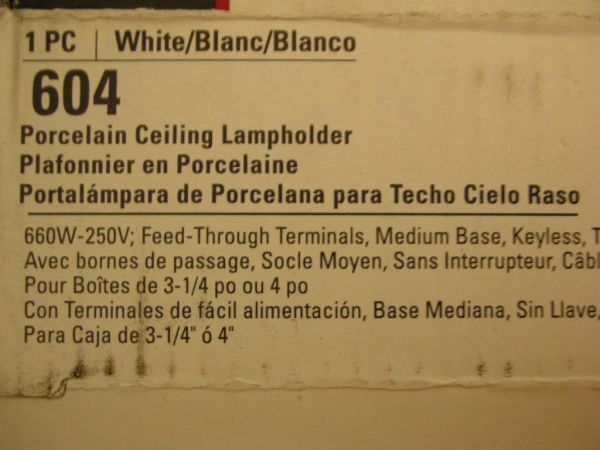 1 PC | White/Blanc/Blanco
604
Porcelain Ceiling Lampholder
Plafonnier en Porcelaine
Portalámpara de Porcelana para Techo Cielo Raso
660W-250V; Feed-Through Terminals, Medium Base, Keyless,
Avec bornes de passage, Socle Moyen, Sans Interrupteur,
Pour Boîtes de 3-1/4 po ou 4 po
Con Terminales de fácil alimentación, Base Mediana, Sin Llave,
Para Caja de 3-1/4" ó 4"